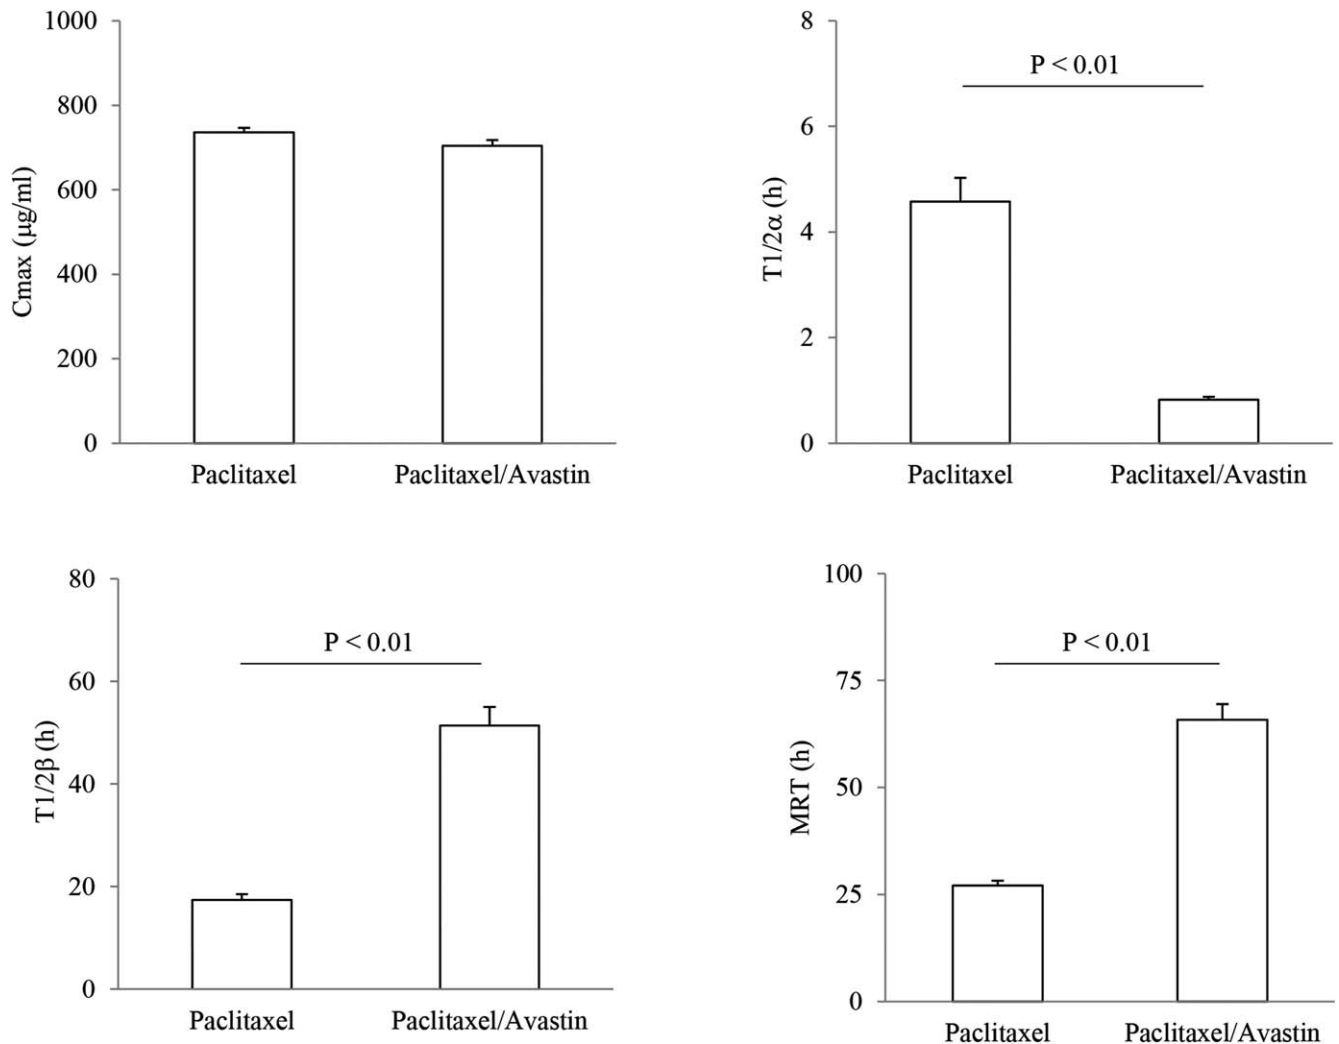 Cmax (µg/ml)
1000
800
600
400
200
0
Paclitaxel
Paclitaxel/Avastin
T1/2α (h)
8
6
4
2
0
P < 0.01
Paclitaxel
Paclitaxel/Avastin
T1/2β (h)
80
60
40
20
0
P < 0.01
Paclitaxel
Paclitaxel/Avastin
MRT (h)
100
75
50
25
0
P < 0.01
Paclitaxel
Paclitaxel/Avastin